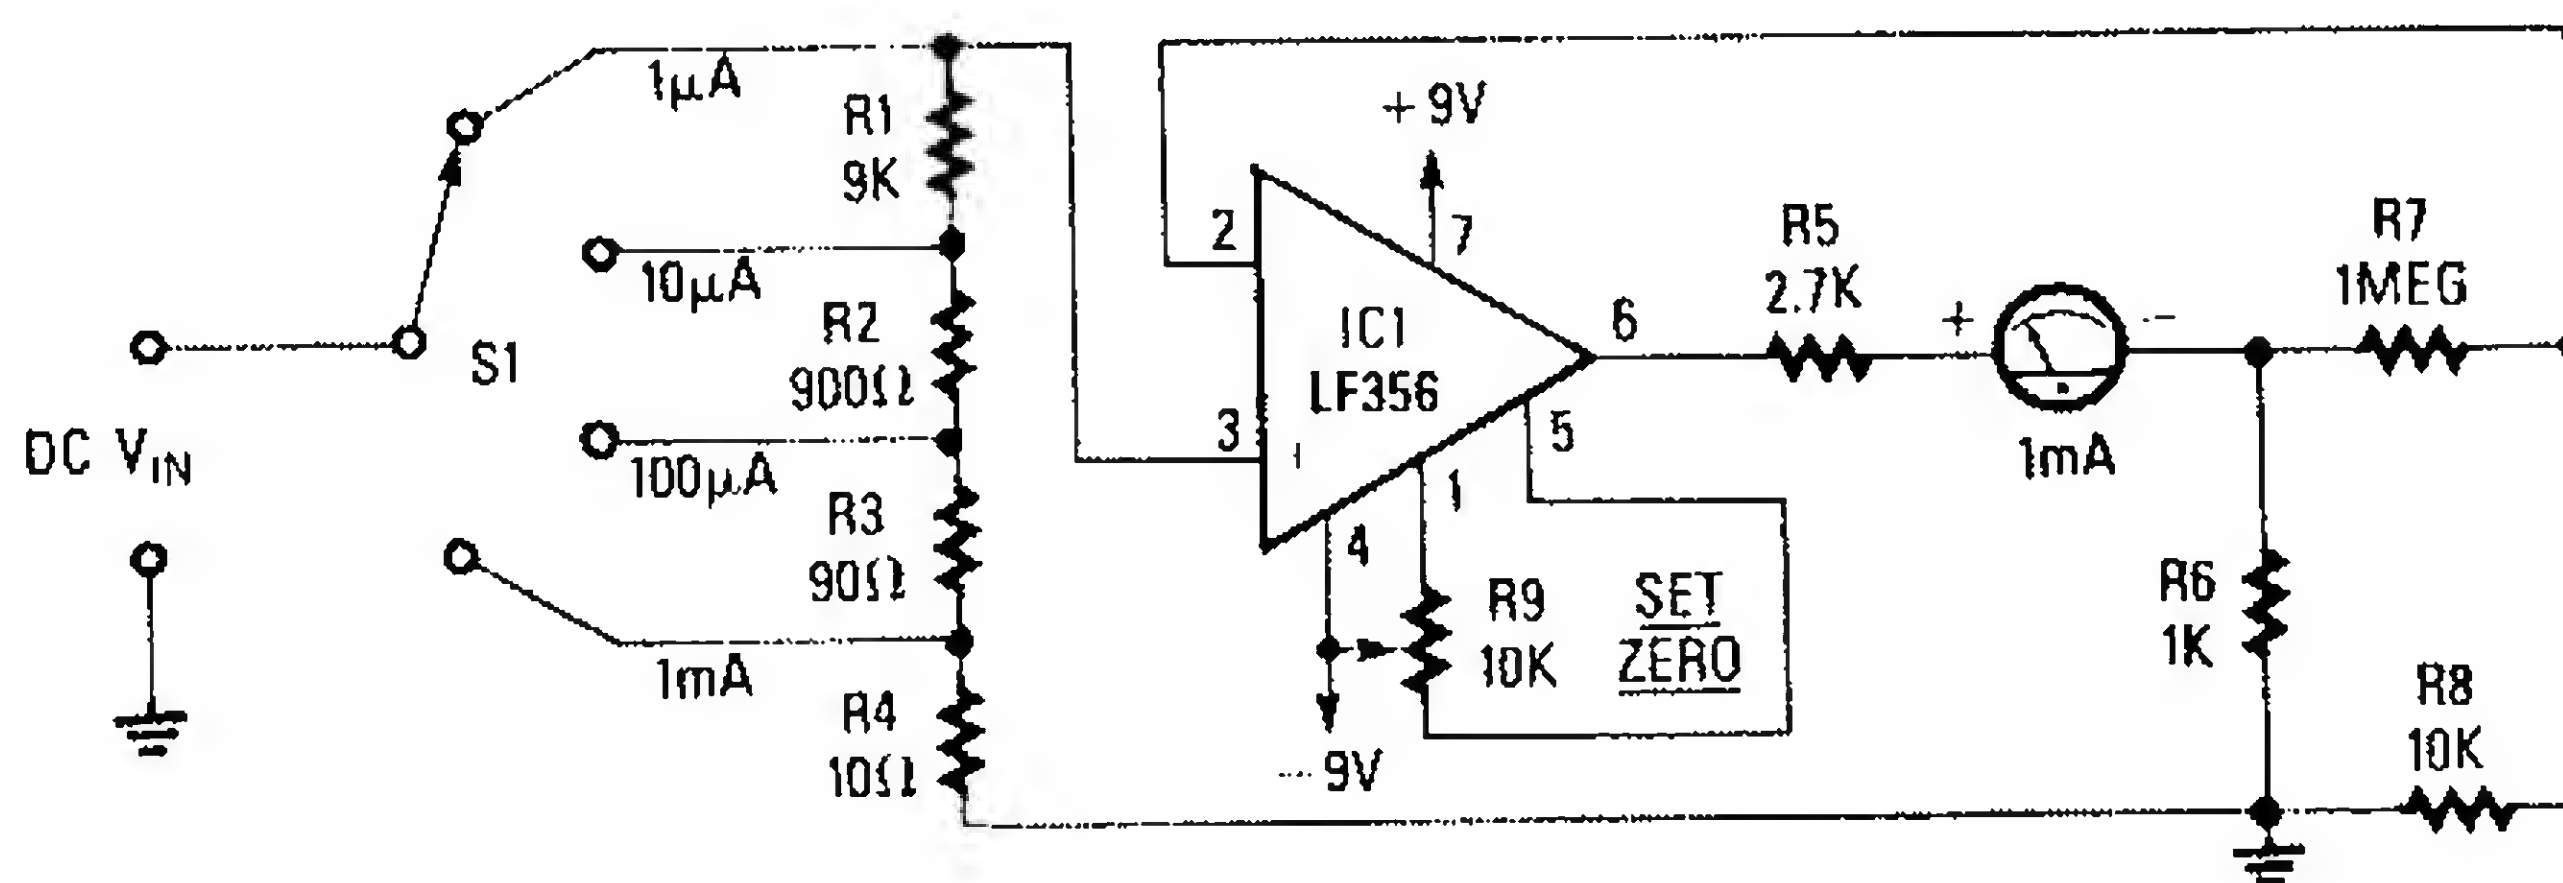 1μA
R1
9K
+ 9V
2
7
R5
2.7K
R7
1MEG
10μA
R2
900Ω
IC1
LF356
6
+
-
S1
3
+
5
1mA
DC VIN
100μA
R3
90Ω
4
1
R9
10K
SET
ZERO
R6
1K
1mA
R4
10Ω
- 9V
R8
10K